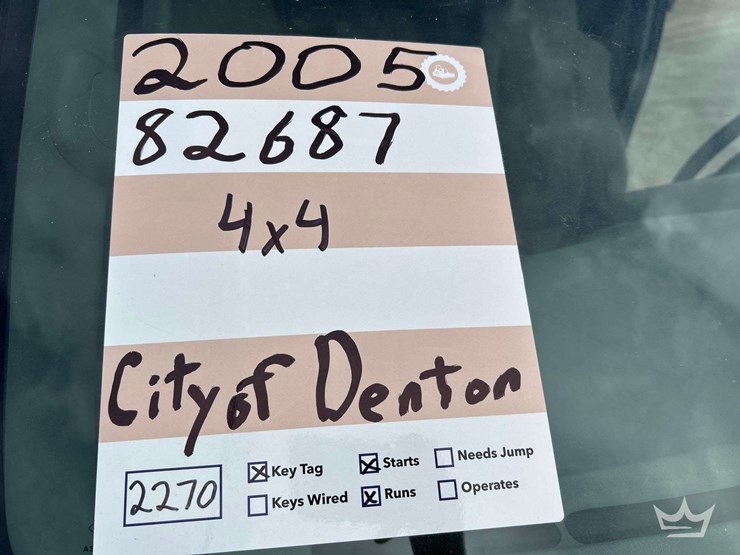 2005
82687
4x4
City of Denton
2270
Key Tag
Starts
Needs Jump
Keys Wired
Runs
Operates